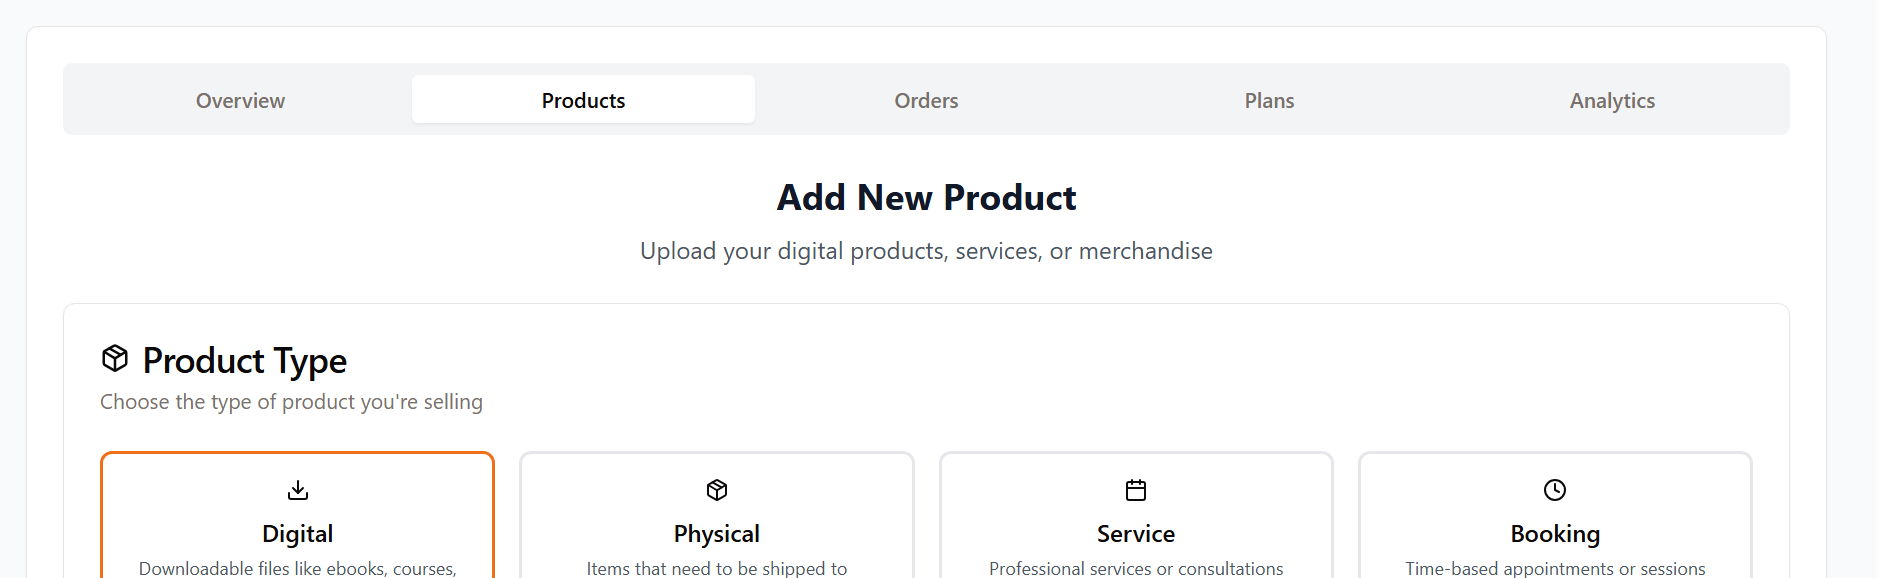 Overview
Products
Orders
Plans
Analytics
Add New Product
Upload your digital products, services, or merchandise
Product Type
Choose the type of product you're selling
Digital
Downloadable files like ebooks, courses,
Physical
Items that need to be shipped to
Service
Professional services or consultations
Booking
Time-based appointments or sessions